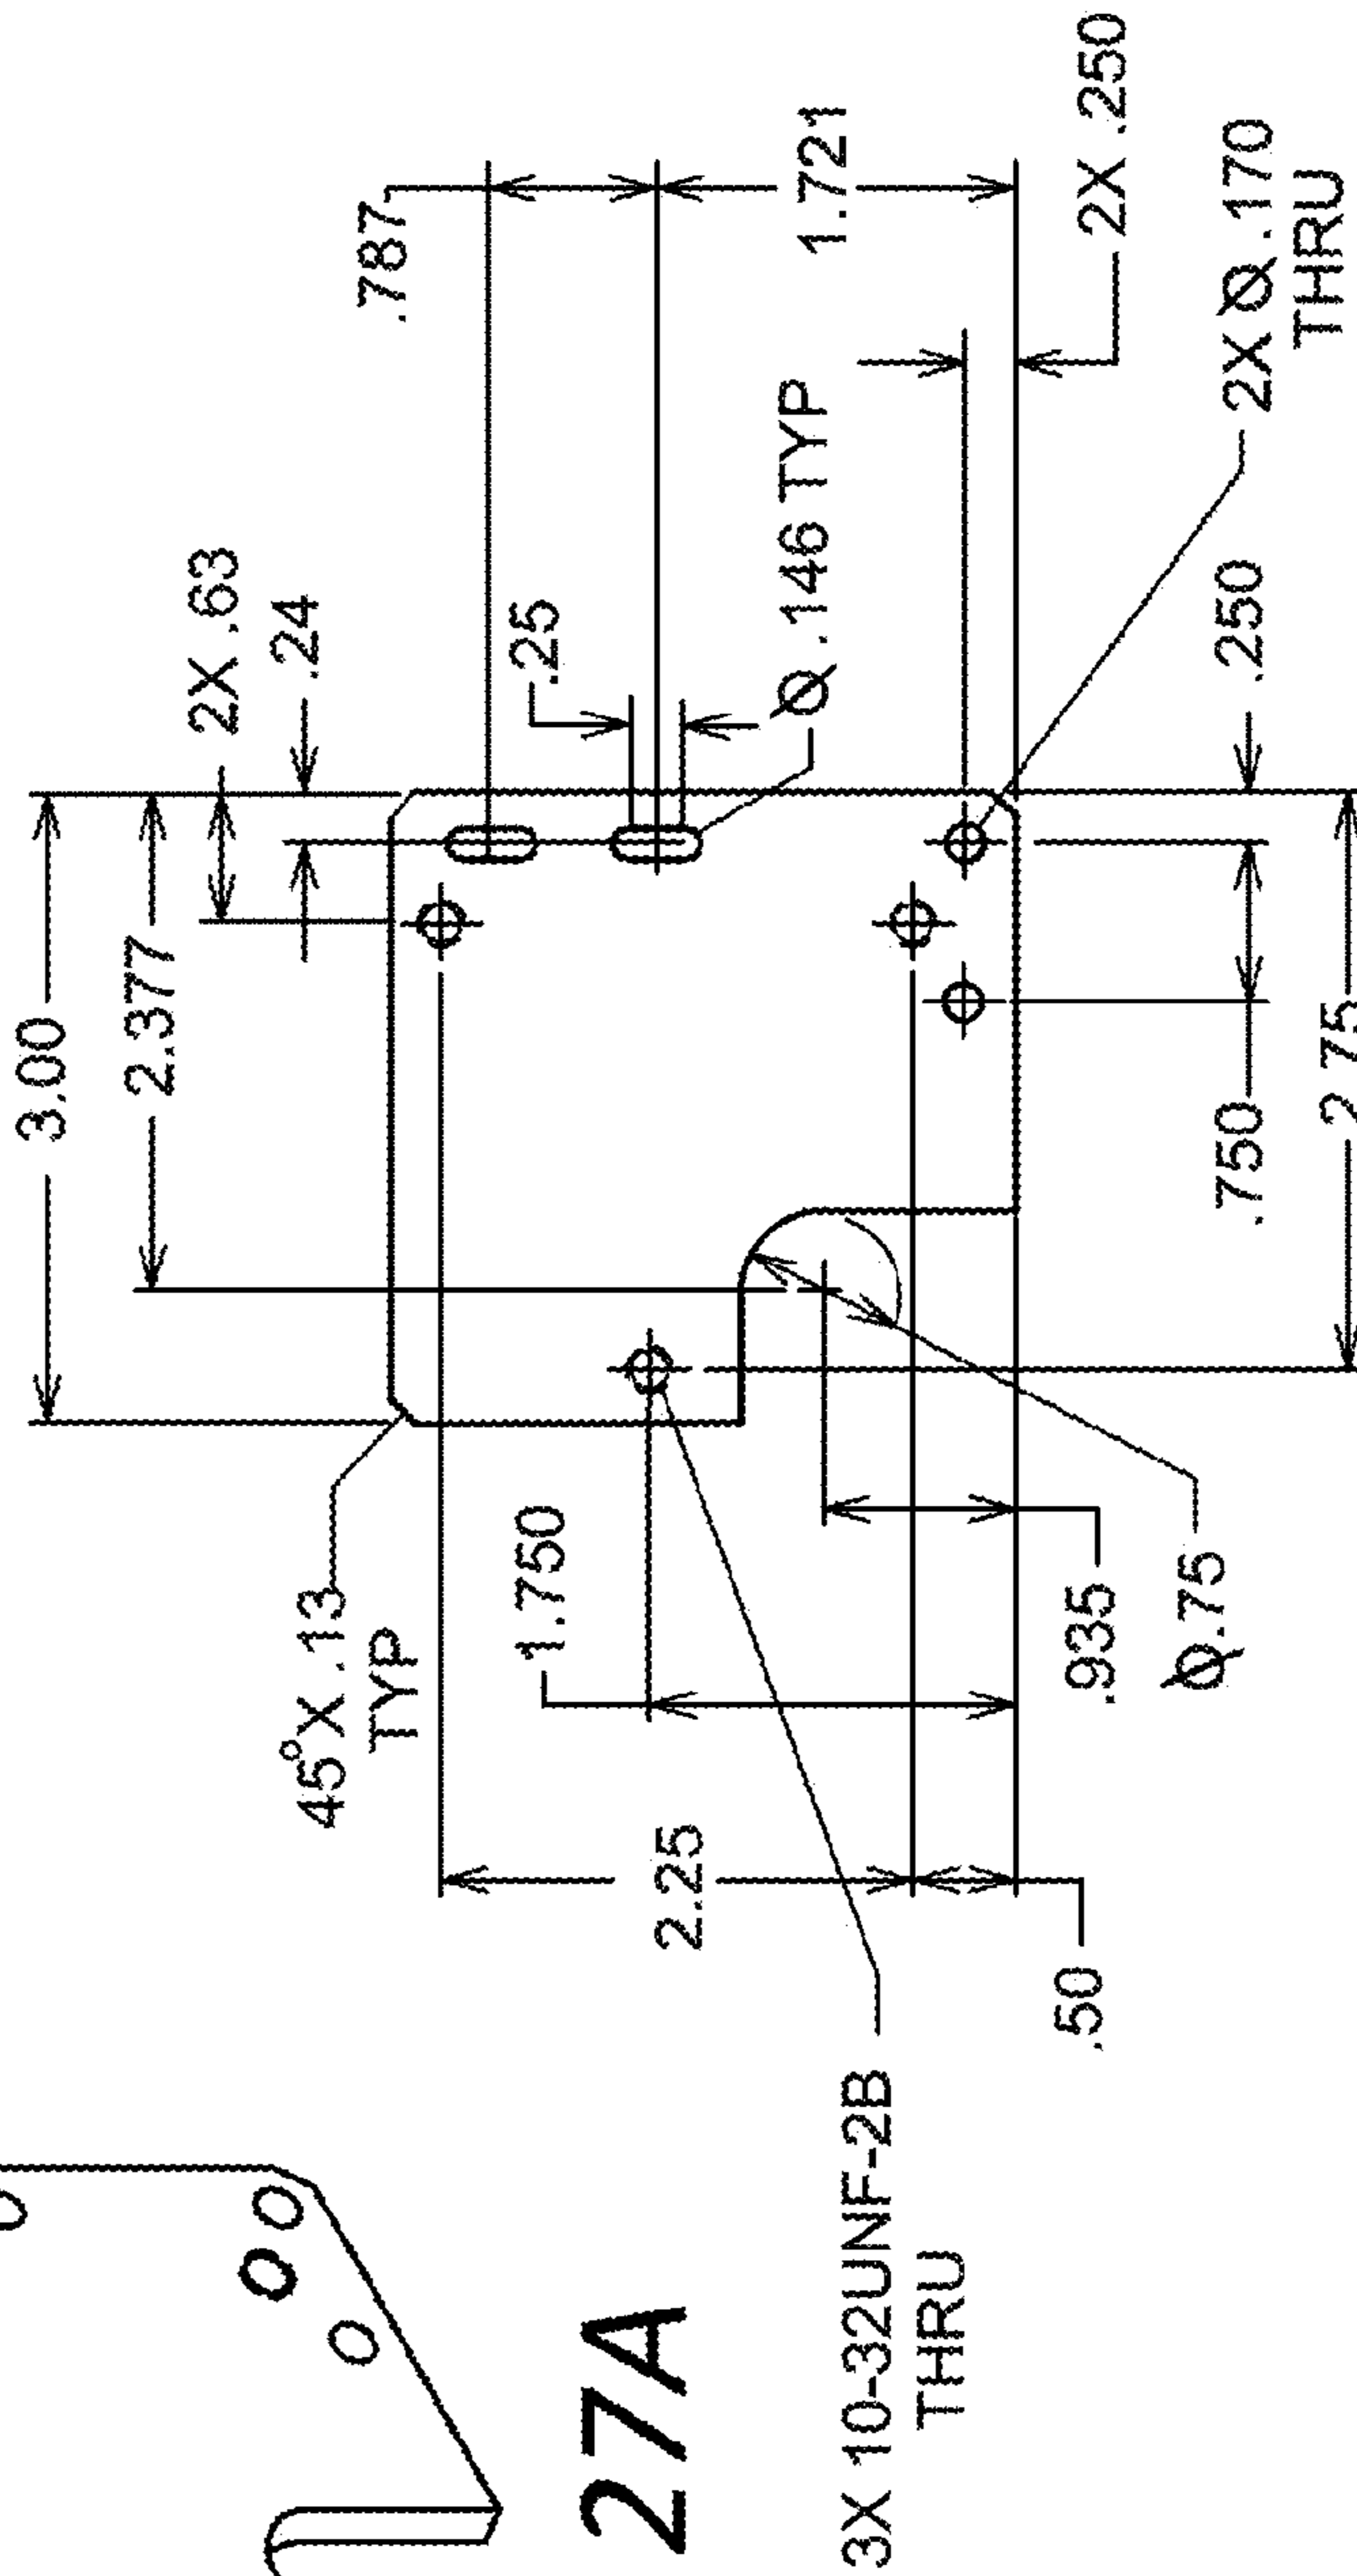 3.00
2.377
2X .63
.24
.787
1.721
2X .250
.25
Ø .146 TYP
2X Ø .170
THRU
.250
.750
2.75
45°X .13
TYP
1.750
2.25
.935
Ø.75
.50
27A
3X 10-32UNF-2B
THRU